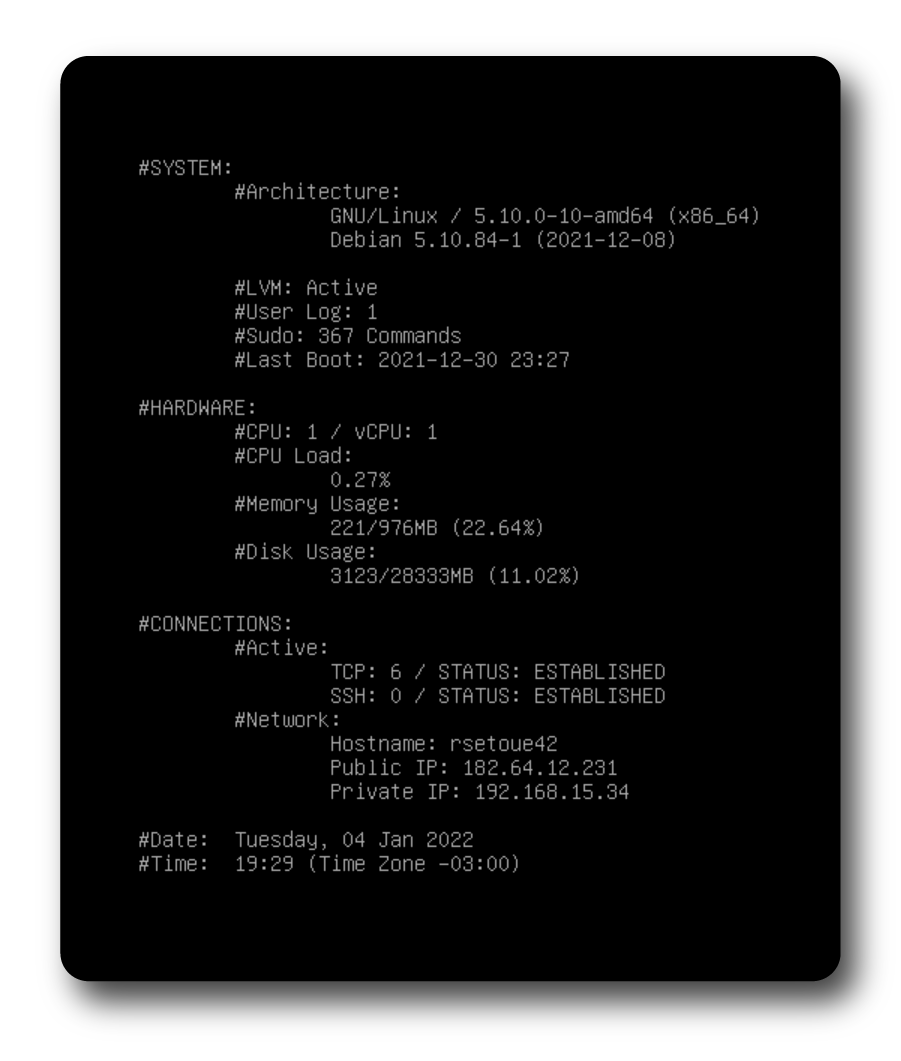 #SYSTEM:
#Architecture:
GNU/Linux / 5.10.0-10-amd64 (x86_64)
Debian 5.10.84-1 (2021-12-08)
#LVM: Active
#User Log: 1
#Sudo: 367 Commands
#Last Boot: 2021-12-30 23:27
#HARDWARE:
#CPU: 1 / vCPU: 1
#CPU Load:
0.27%
#Memory Usage:
221/976MB (22.64%)
#Disk Usage:
3123/28333MB (11.02%)
#CONNECTIONS:
#Active:
TCP: 6 / STATUS: ESTABLISHED
SSH: 0 / STATUS: ESTABLISHED
#Network:
Hostname: rsetoue42
Public IP: 182.64.12.231
Private IP: 192.168.15.34
#Date: Tuesday, 04 Jan 2022
#Time: 19:29 (Time Zone -03:00)